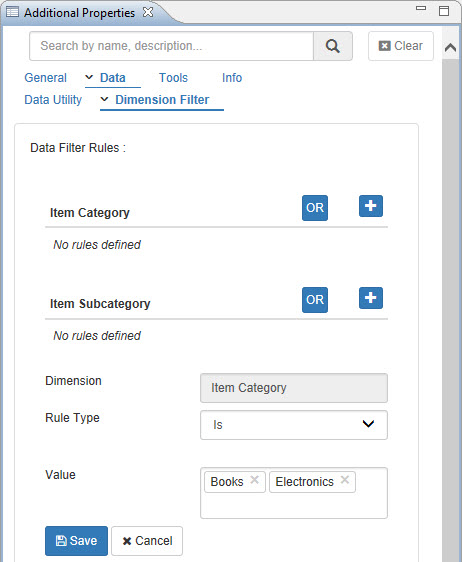 Additional Properties
Search by name, description...
Clear
General Data Tools Info
Data Utility Dimension Filter
Data Filter Rules :
Item Category OR
No rules defined
Item Subcategory OR
No rules defined
Dimension Item Category
Rule Type Is
Value Books Electronics
Save Cancel